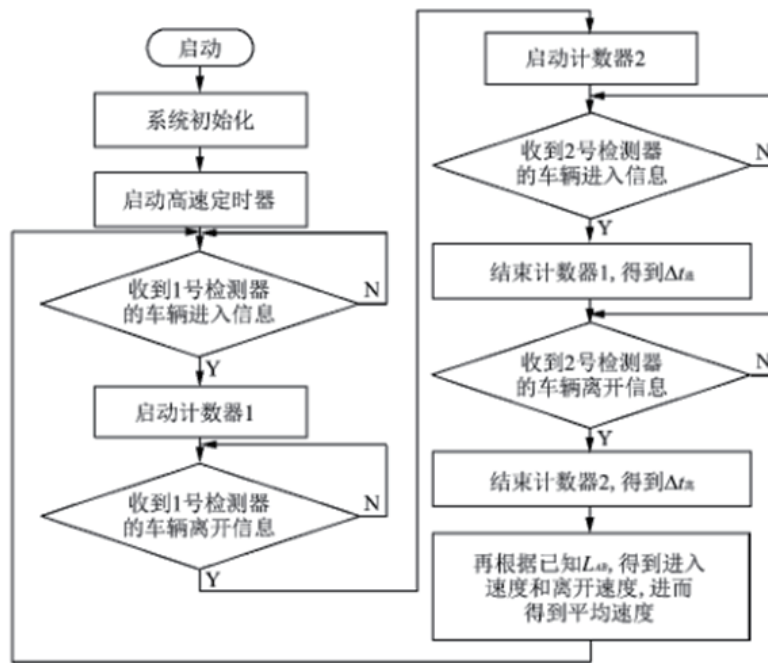 启动
系统初始化
启动高速定时器
收到1号检测器
的车辆进入信息
N
Y
启动计数器1
收到1号检测器
的车辆离开信息
N
Y
启动计数器2
收到2号检测器
的车辆进入信息
N
Y
结束计数器1, 得到Δt
收到2号检测器
的车辆离开信息
N
Y
结束计数器2, 得到Δt
再根据已知L, 得到进入
速度和离开速度, 进而
得到平均速度